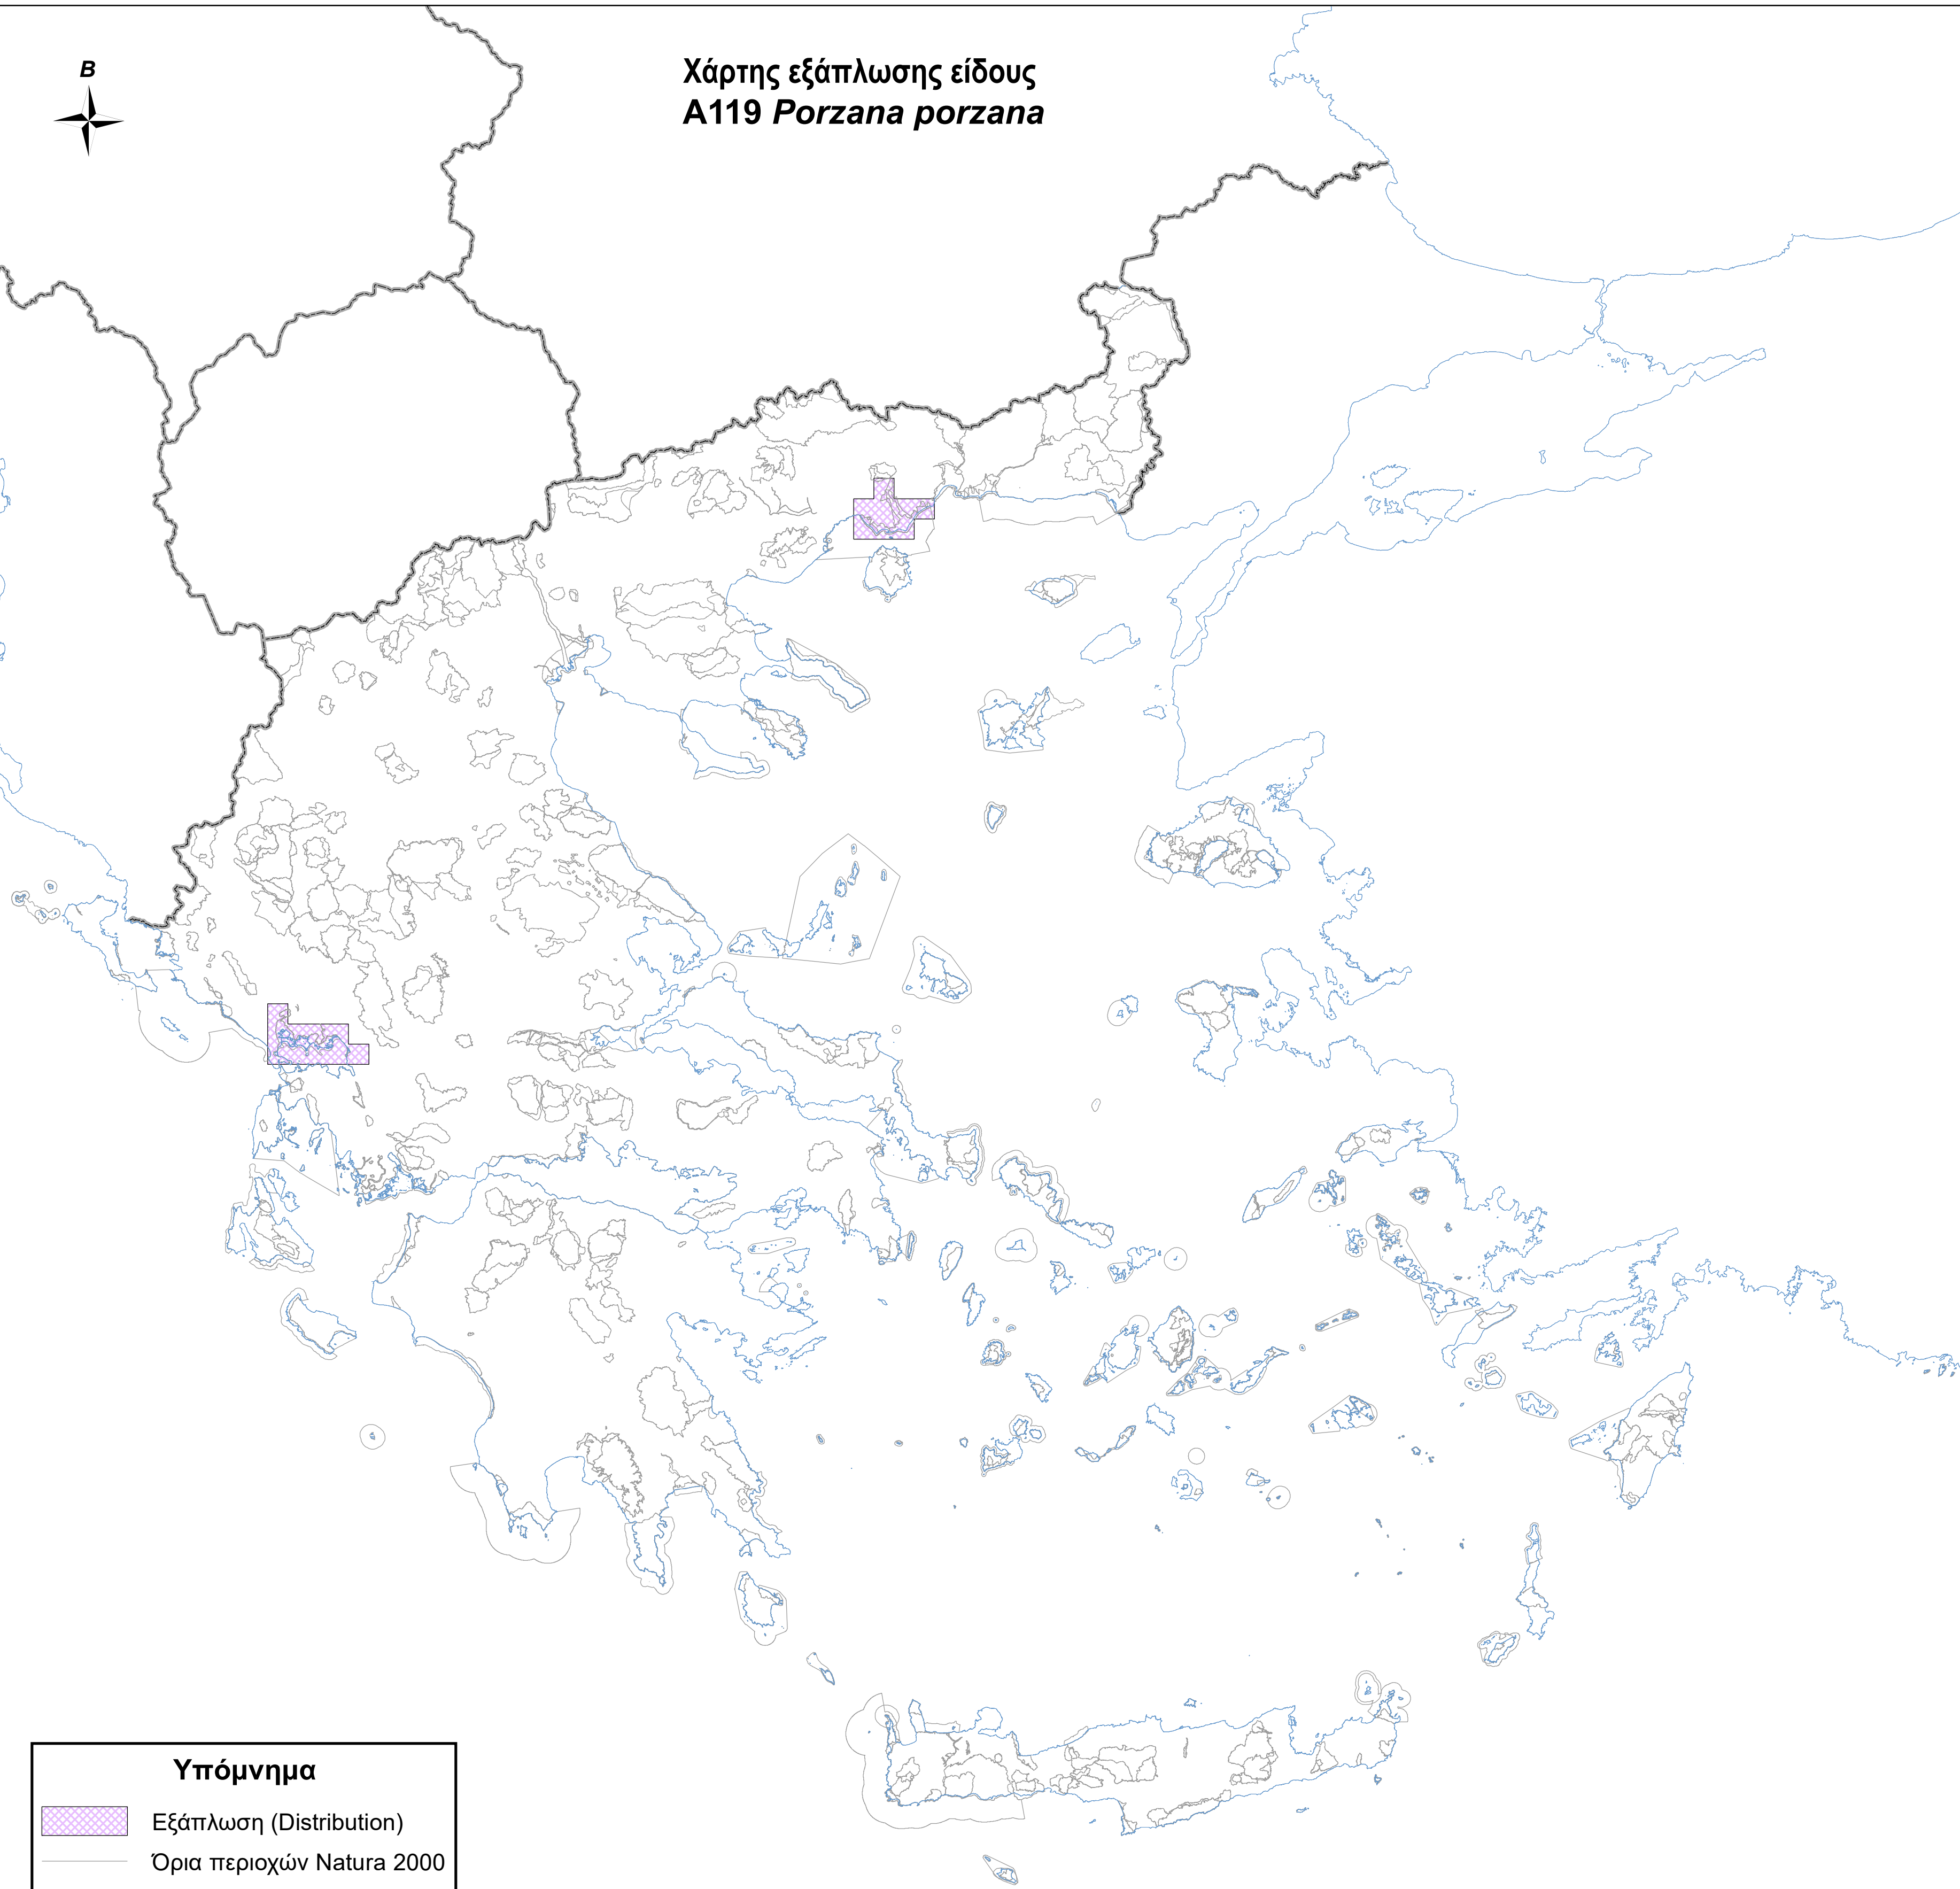 B
Χάρτης εξάπλωσης είδους
A119 Porzana porzana
Υπόμνημα
Εξάπλωση (Distribution)
Όρια περιοχών Natura 2000